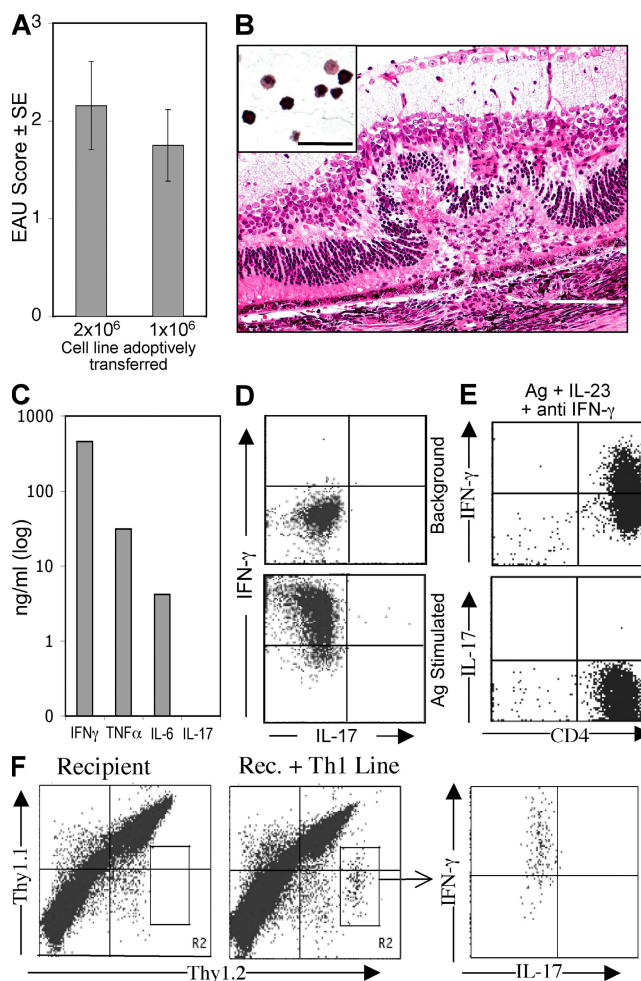 A
3
2
1
0
EAU Score ± SE
2x10⁶
1x10⁶
Cell line adoptively
transferred
B
C
1000
100
10
1
0
ng/ml (log)
IFNγ TNFα IL-6 IL-17
D
IFN-γ
Background
Ag Stimulated
IL-17
E
Ag + IL-23
+ anti IFN-γ
IFN-γ
IL-17
CD4
F
Recipient
Rec. + Th1 Line
Thy1.1
R2
R2
Thy1.2
IFN-γ
IL-17